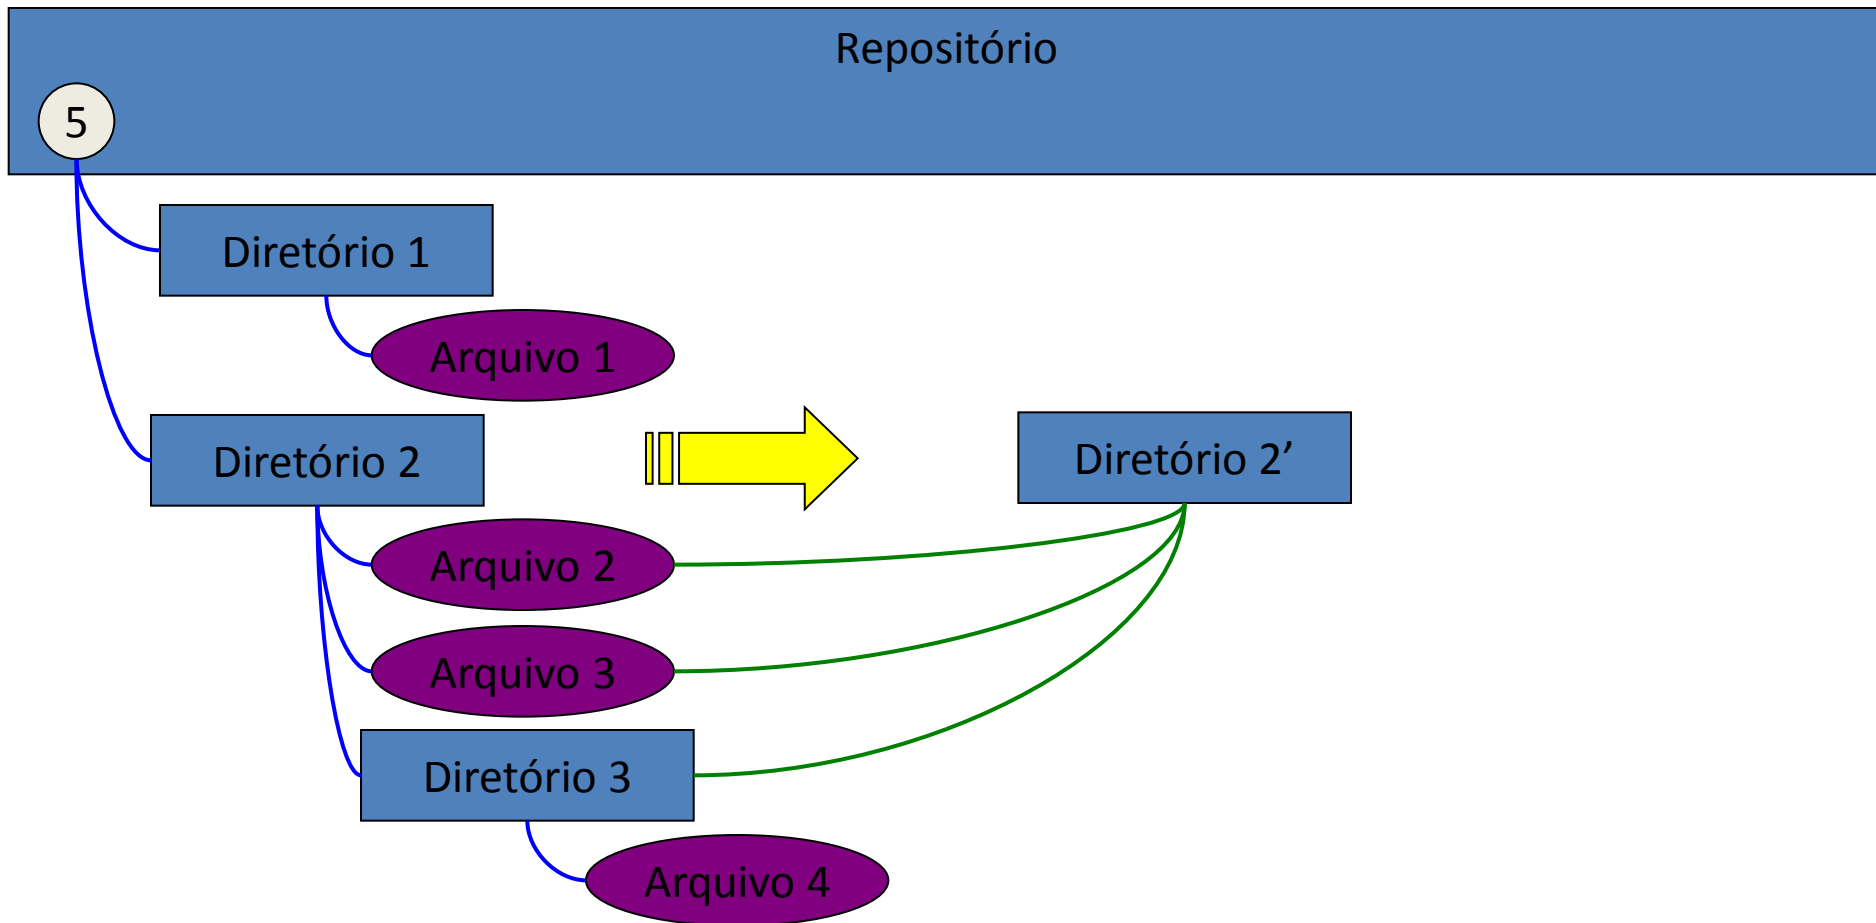 Repositório
5
Diretório 1
Arquivo 1
Diretório 2
Diretório 2’
Arquivo 2
Arquivo 3
Diretório 3
Arquivo 4